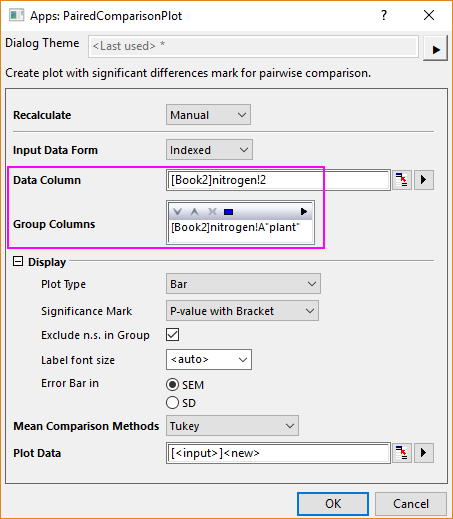 Apps: PairedComparisonPlot
Dialog Theme <Last used> *
Create plot with significant differences mark for pairwise comparison.
Recalculate Manual
Input Data Form Indexed
Data Column [Book2]nitrogen!2
Group Columns [Book2]nitrogen!A"plant"
Display
Plot Type Bar
Significance Mark P-value with Bracket
Exclude n.s. in Group
Label font size <auto>
Error Bar in SEM
SD
Mean Comparison Methods Tukey
Plot Data [<input>]<new>
OK Cancel